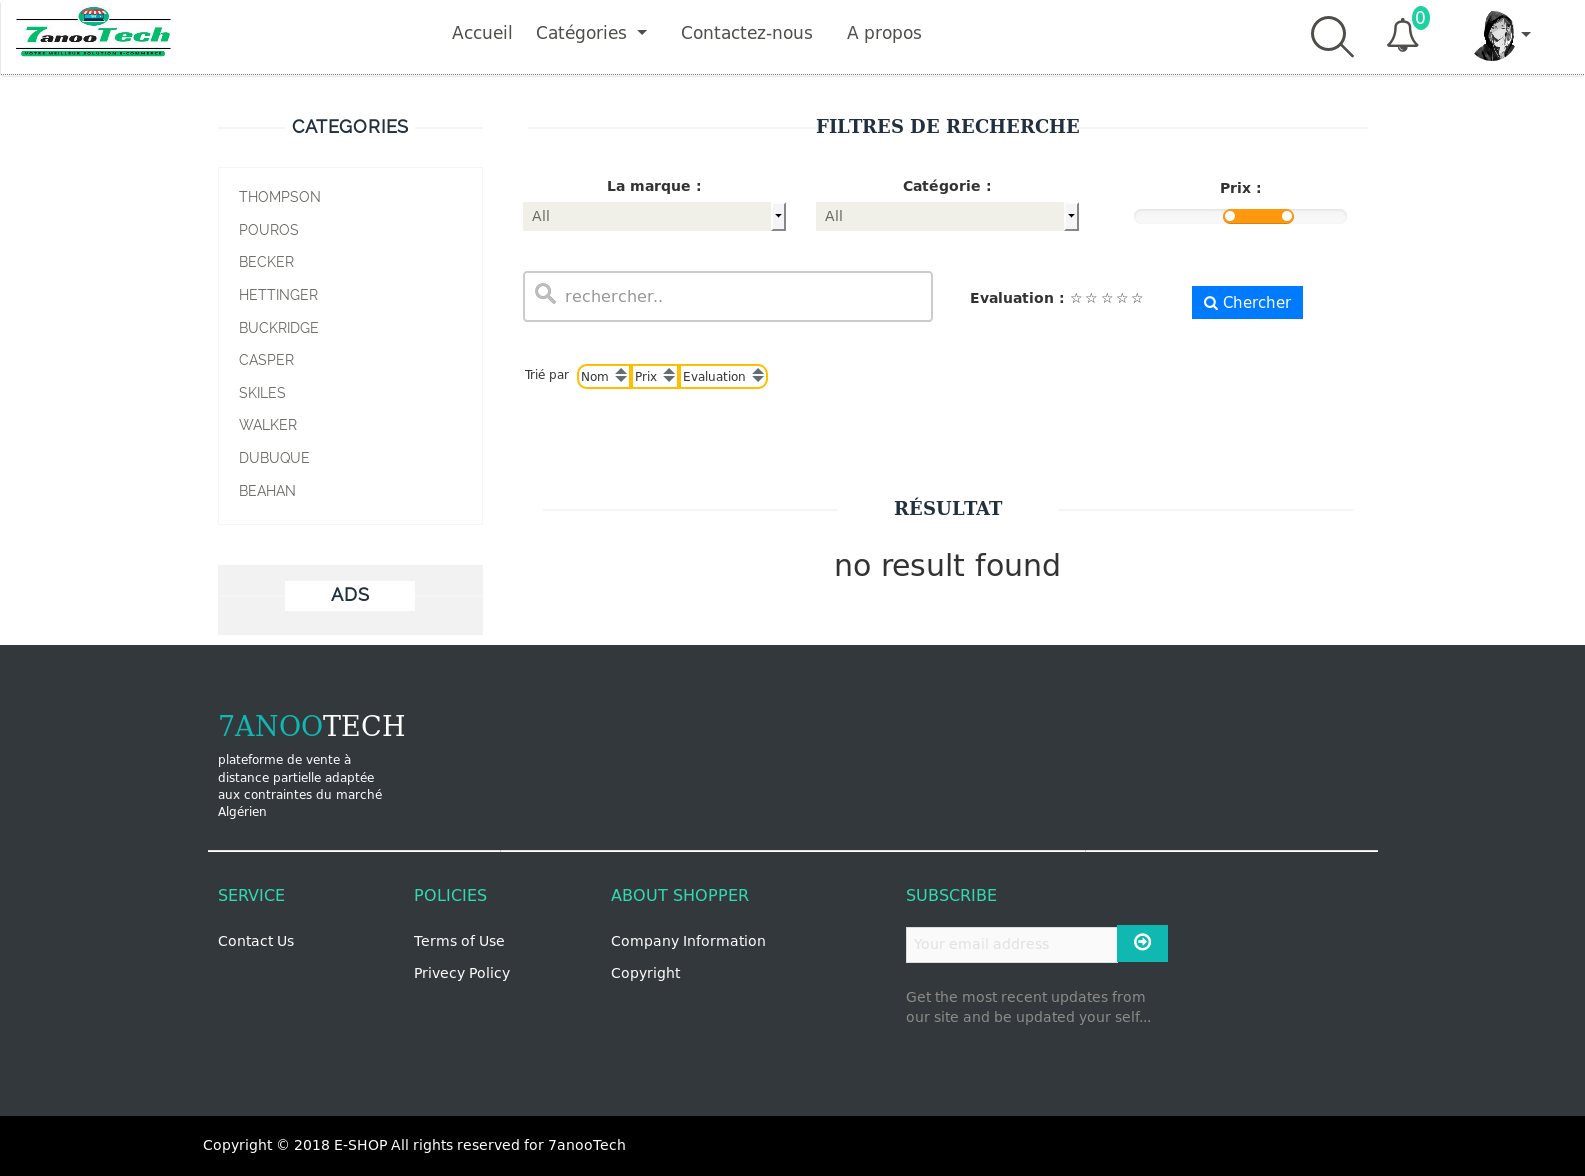 7anooTech
VOTRE MEILLEUR SOLUTION E-COMMERCE
Accueil
Catégories
Contactez-nous
A propos
0
CATEGORIES
THOMPSON
POUROS
BECKER
HETTINGER
BUCKRIDGE
CASPER
SKILES
WALKER
DUBUQUE
BEAHAN
ADS
FILTRES DE RECHERCHE
La marque :
All
Catégorie :
All
Prix :
rechercher..
Evaluation : ☆☆☆☆☆
Chercher
Trié par Nom Prix Evaluation
RÉSULTAT
no result found
7ANOOTECH
plateforme de vente à
distance partielle adaptée
aux contraintes du marché
Algérien
SERVICE
Contact Us
POLICIES
Terms of Use
Privecy Policy
ABOUT SHOPPER
Company Information
Copyright
SUBSCRIBE
Your email address
Get the most recent updates from
our site and be updated your self...
Copyright © 2018 E-SHOP All rights reserved for 7anooTech